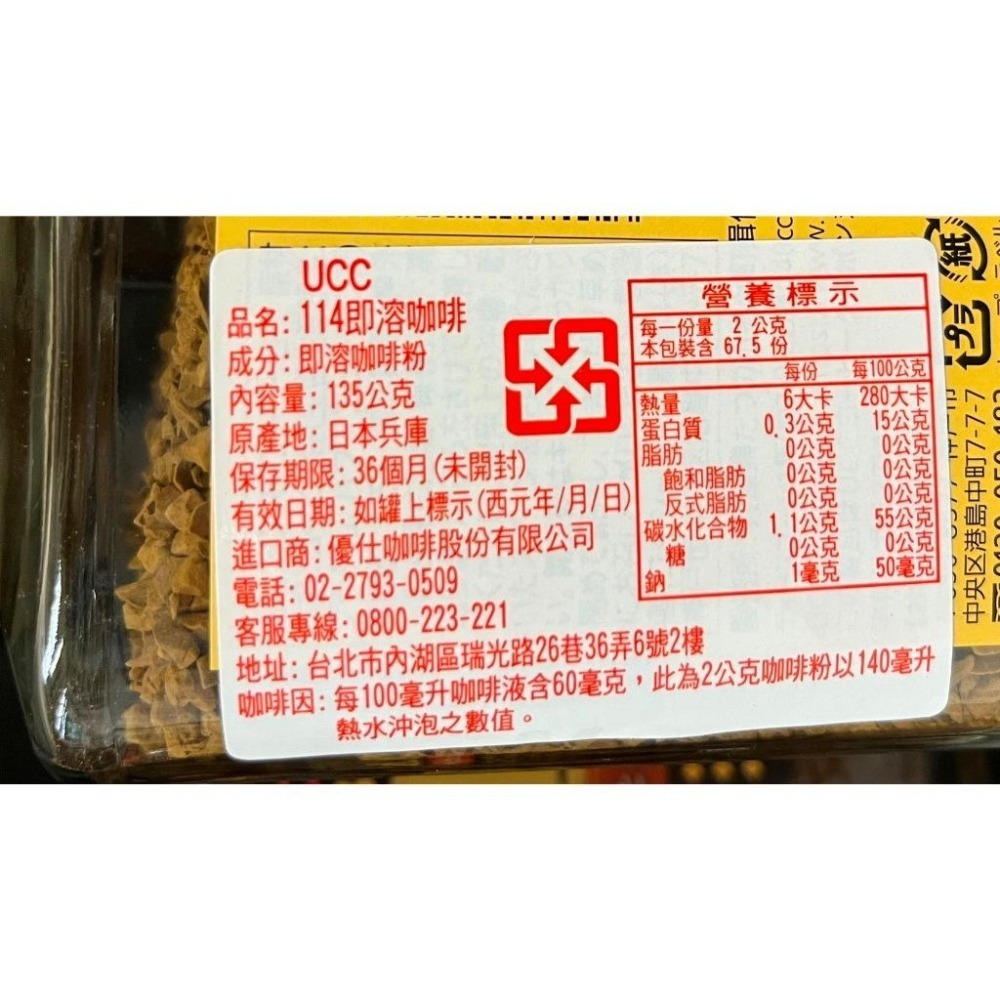 UCC
品名: 114即溶咖啡
成分: 即溶咖啡粉
內容量: 135公克
原產地: 日本兵庫
保存期限: 36個月(未開封)
有效日期: 如罐上標示(西元年/月/日)
進口商: 優仕咖啡股份有限公司
電話: 02-2793-0509
客服專線: 0800-223-221
地址: 台北市內湖區瑞光路26巷36弄6號2樓
咖啡因: 每100毫升咖啡液含60毫克，此為2公克咖啡粉以140毫升
熱水沖泡之數值。
營養標示
每一份量 2 公克
本包裝含 67.5 份
每份 每100公克
熱量 6大卡 280大卡
蛋白質 0.3公克 15公克
脂肪 0公克 0公克
飽和脂肪 0公克 0公克
反式脂肪 0公克 0公克
碳水化合物 1.1公克 55公克
糖 0公克 0公克
鈉 1毫克 50毫克
紙
プラ
中央区港島中町7-7-7